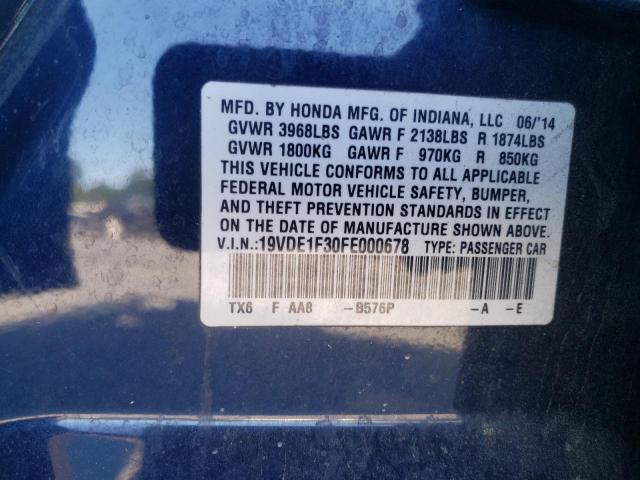 MFD. BY HONDA MFG. OF INDIANA, LLC 06/'14
GVWR 3968LBS GAWR F 2138LBS R 1874LBS
GVWR 1800KG GAWR F 970KG R 850KG
THIS VEHICLE CONFORMS TO ALL APPLICABLE
FEDERAL MOTOR VEHICLE SAFETY, BUMPER,
AND THEFT PREVENTION STANDARDS IN EFFECT
ON THE DATE OF MANUFACTURE SHOWN ABOVE.
V.I.N.: 19VDE1F30FE000678 TYPE: PASSENGER CAR
TX6 F AA8 -B576P -A -E